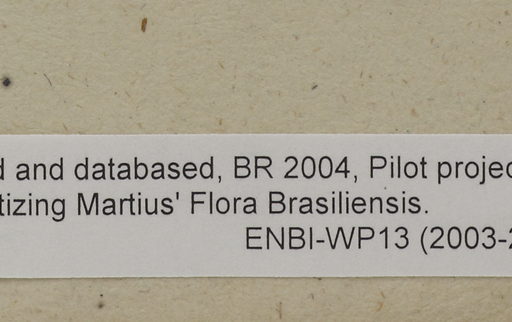 d and databased, BR 2004, Pilot projec
tizing Martius' Flora Brasiliensis.
ENBI-WP13 (2003-2